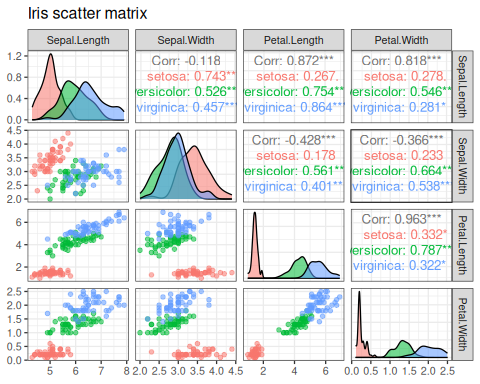 Iris scatter matrix
Sepal.Length Sepal.Width Petal.Length Petal.Width
1.2
0.8
0.4
0.0
Corr: -0.118
setosa: 0.743**
ersicolor: 0.526**
virginica: 0.457***
Corr: 0.872***
setosa: 0.267.
ersicolor: 0.754**
virginica: 0.864***
Corr: 0.818***
setosa: 0.278.
ersicolor: 0.546**
virginica: 0.281*
Sepal.Length
4.5
4.0
3.5
3.0
2.5
2.0
Corr: -0.428***
setosa: 0.178
ersicolor: 0.561**
virginica: 0.401**
Corr: -0.366***
setosa: 0.233
ersicolor: 0.664**
virginica: 0.538**
Sepal.Width
6
4
2
Corr: 0.963***
setosa: 0.332*
ersicolor: 0.787**
virginica: 0.322*
Petal.Length
2.5
2.0
1.5
1.0
0.5
0.0
Petal.Width
5 6 7 8
2.0 2.5 3.0 3.5 4.0 4.5
2 4 6
0.0 0.5 1.0 1.5 2.0 2.5